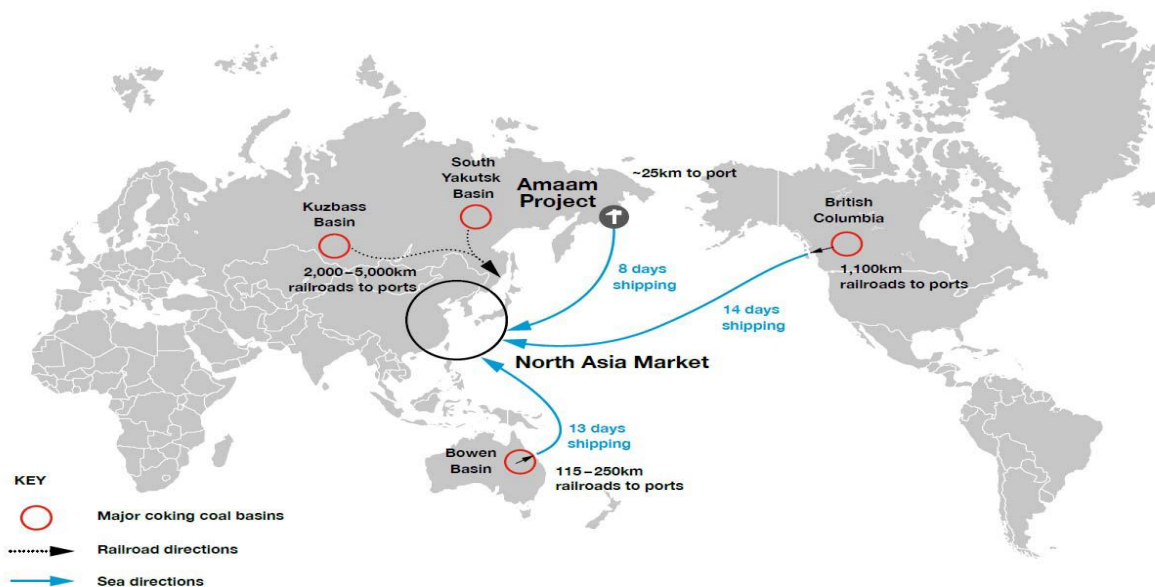 South
Yakutsk
Basin
Amaam
Project
~25km to port
Kuzbass
Basin
British
Columbia
2,000–5,000km
railroads to ports
8 days
shipping
1,100km
railroads to ports
14 days
shipping
North Asia Market
13 days
shipping
Bowen
Basin
115–250km
railroads to ports
KEY
Major coking coal basins
Railroad directions
Sea directions